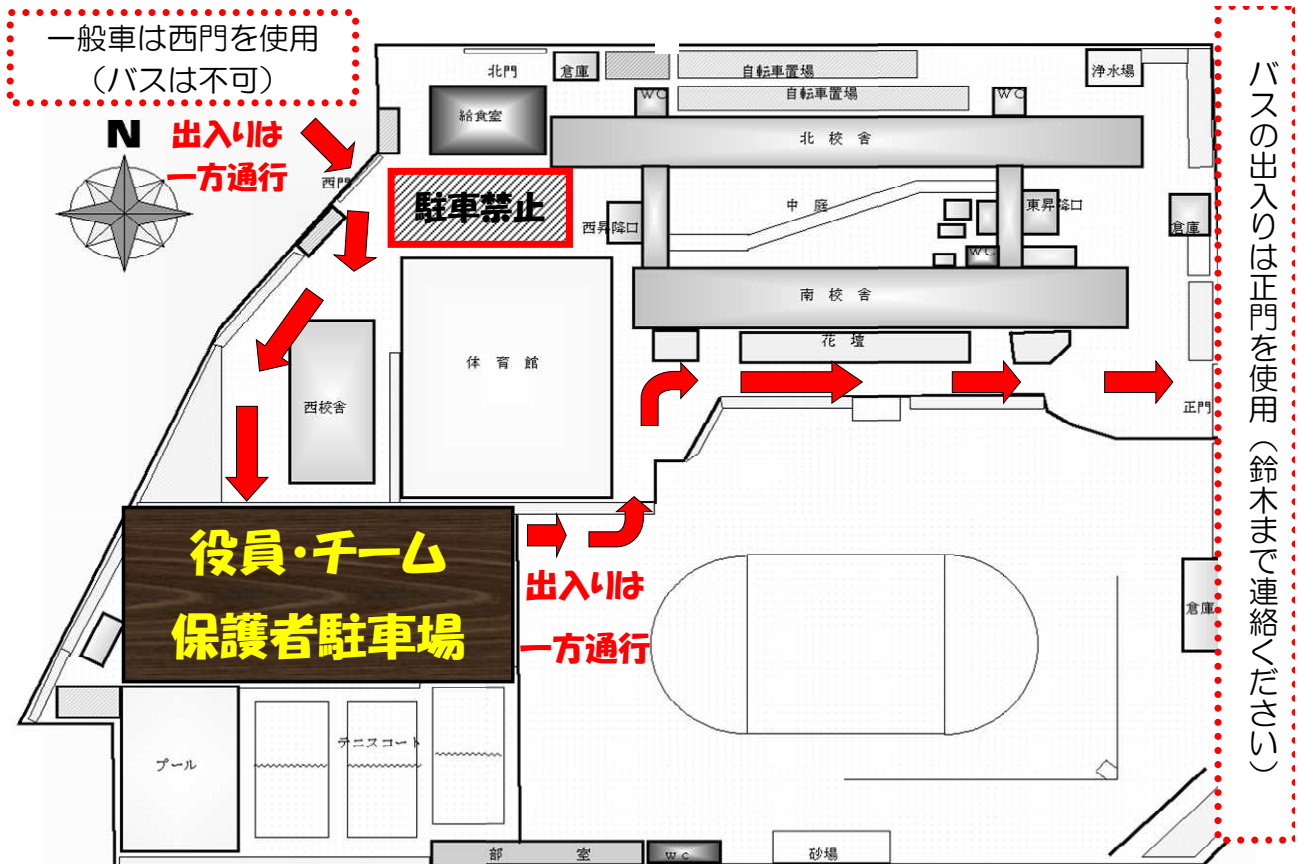 一般車は西門を使用
（バスは不可）
N
出入りは
一方通行
西門
北門
倉庫
自転車置場
自転車置場
浄水場
WC
WC
給食室
北校舎
駐車禁止
西昇降口
中庭
東昇降口
倉庫
WC
南校舎
花壇
体育館
西校舎
正門
役員・チーム
保護者駐車場
出入りは
一方通行
倉庫
プール
テニスコート
部室
WC
砂場
バスの出入りは正門を使用（鈴木まで連絡ください）